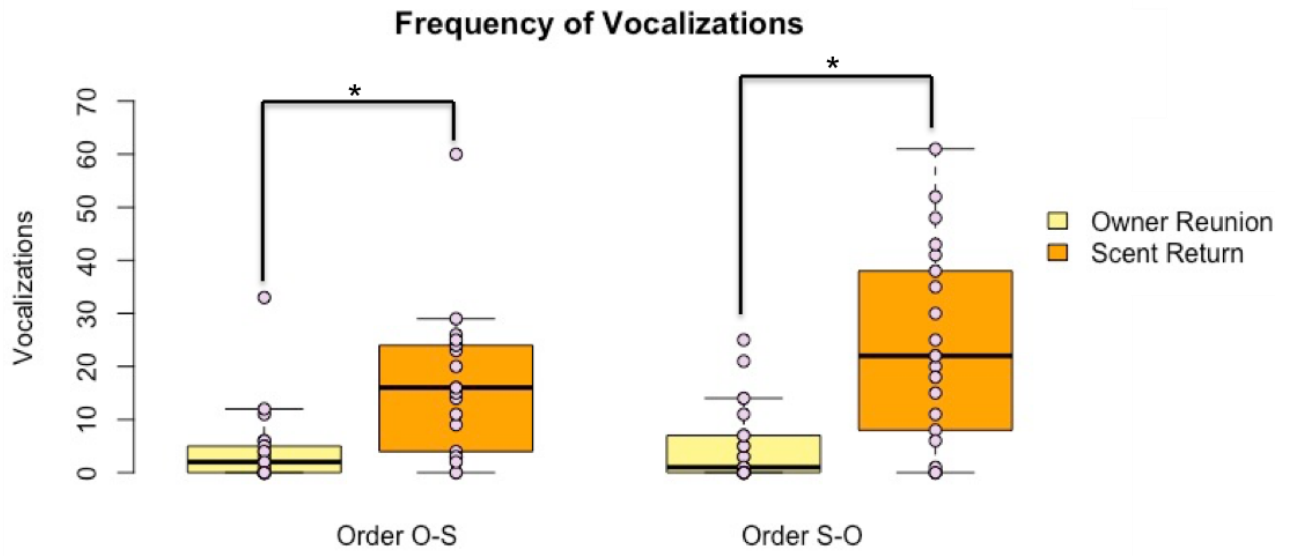 Frequency of Vocalizations
*
*
70
60
50
40
30
20
10
0
Vocalizations
Owner Reunion
Scent Return
Order O-S
Order S-O